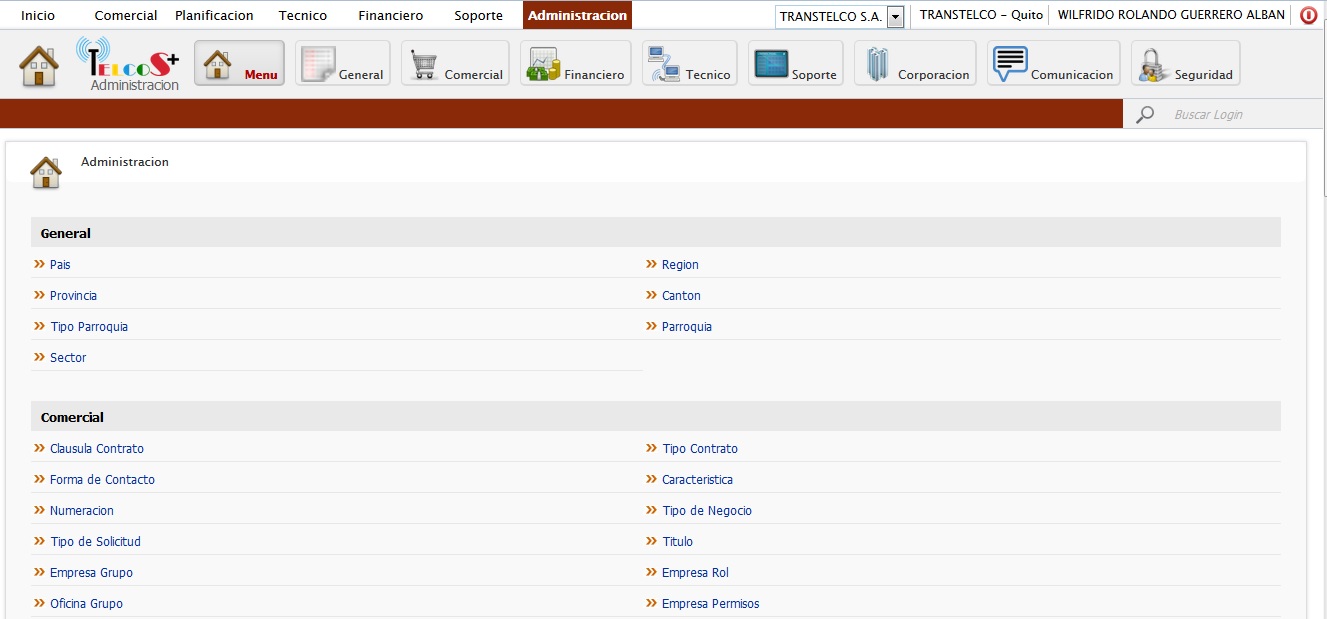 Inicio Comercial Planificacion Tecnico Financiero Soporte Administracion TRANSTELCO S.A. TRANSTELCO - Quito WILFRIDO ROLANDO GUERRERO ALBAN
TELCOS+
Administracion
Menu General Comercial Financiero Tecnico Soporte Corporacion Comunicacion Seguridad
Buscar Login
Administracion
General
Pais Region
Provincia Canton
Tipo Parroquia Parroquia
Sector
Comercial
Clausula Contrato Tipo Contrato
Forma de Contacto Caracteristica
Numeracion Tipo de Negocio
Tipo de Solicitud Titulo
Empresa Grupo Empresa Rol
Oficina Grupo Empresa Permisos